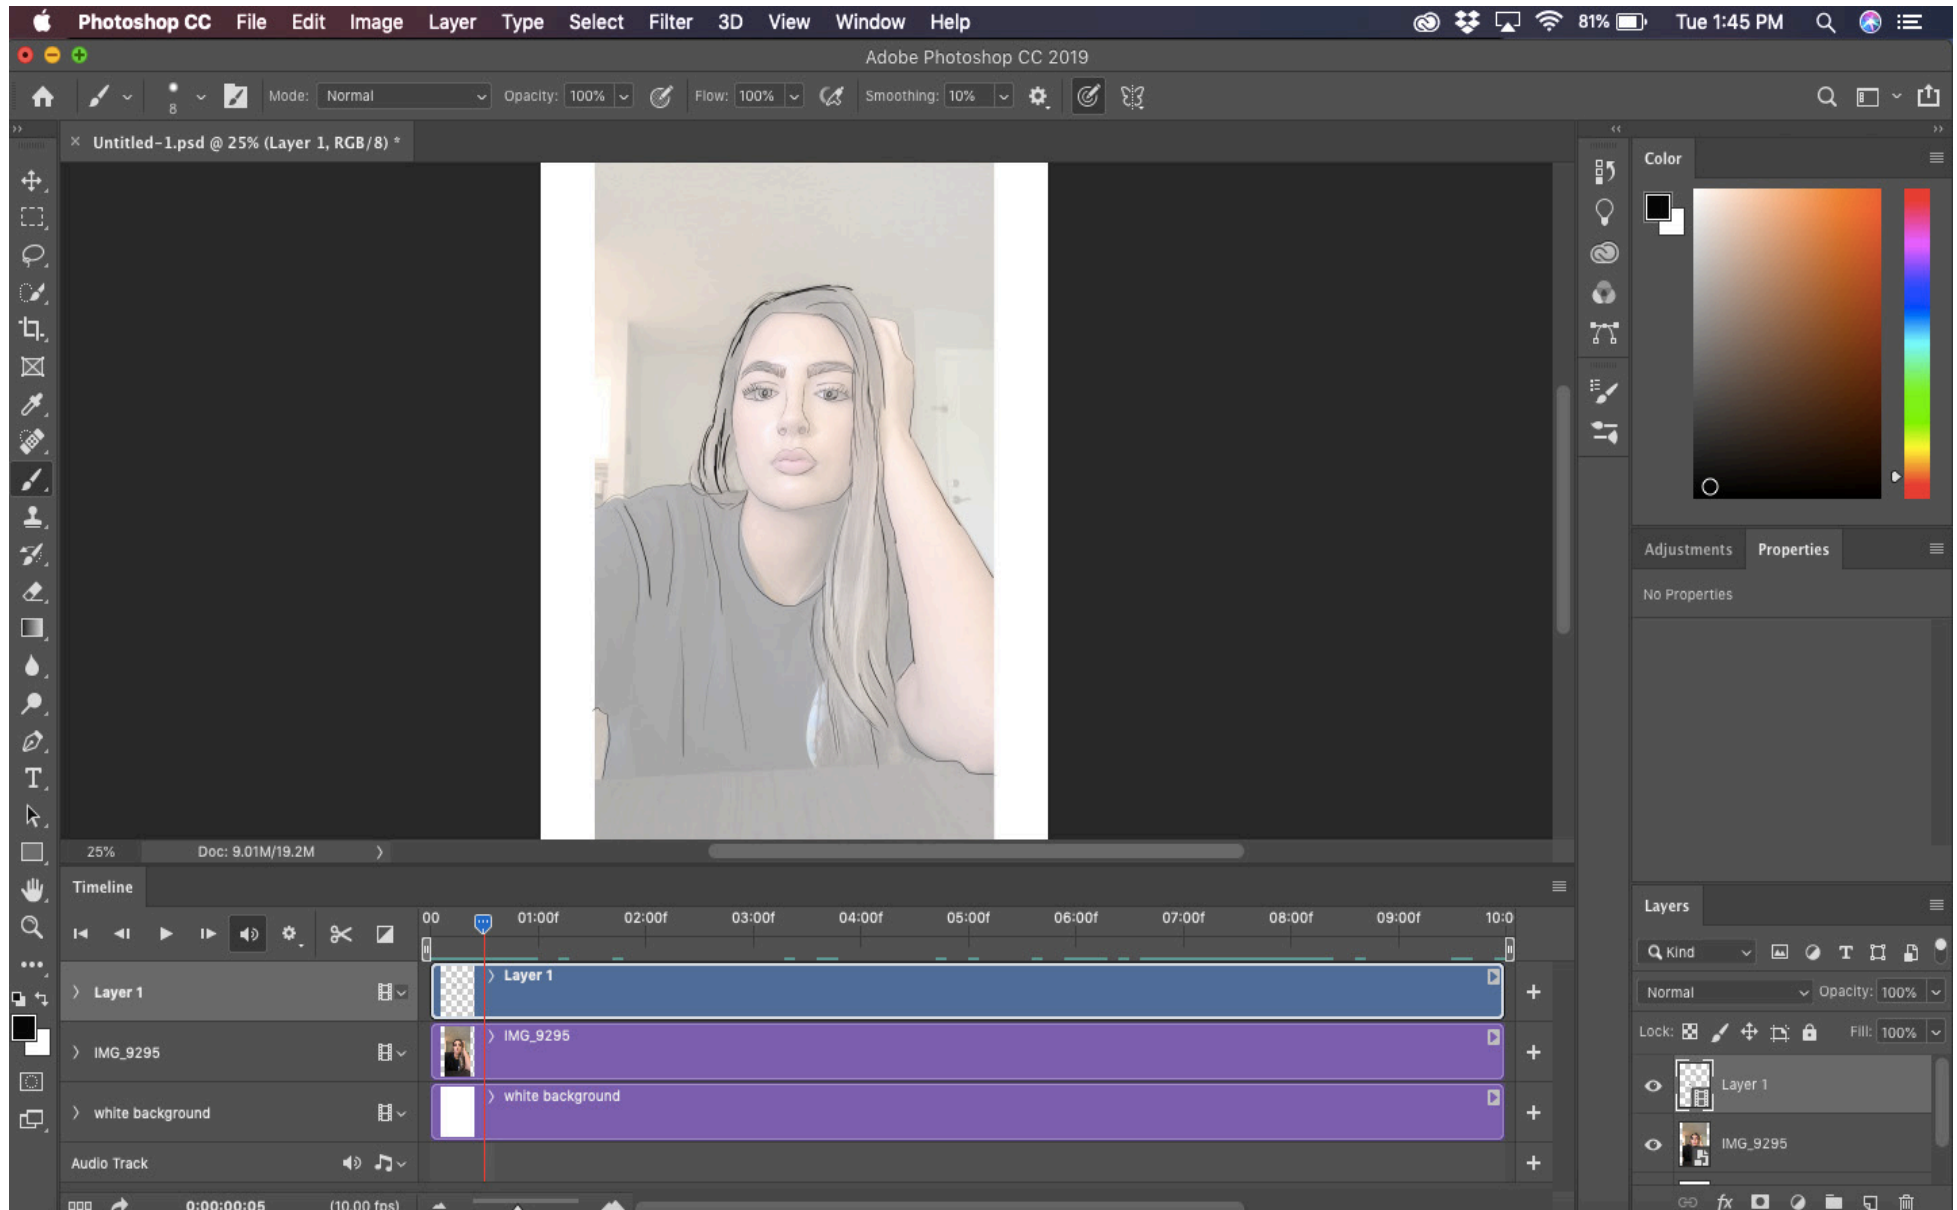 Photoshop CC File Edit Image Layer Type Select Filter 3D View Window Help 81% Tue 1:45 PM
Adobe Photoshop CC 2019
8 Mode: Normal Opacity: 100% Flow: 100% Smoothing: 10%
× Untitled-1.psd @ 25% (Layer 1, RGB/8) *
Color
Adjustments Properties
No Properties
25% Doc: 9.01M/19.2M
Timeline
00 01:00f 02:00f 03:00f 04:00f 05:00f 06:00f 07:00f 08:00f 09:00f 10:0
Layer 1 Layer 1
IMG_9295 IMG_9295
white background white background
Audio Track
0:00:00:05 (10.00 fps)
Layers
Kind
Normal Opacity: 100%
Lock: Fill: 100%
Layer 1
IMG_9295
fx